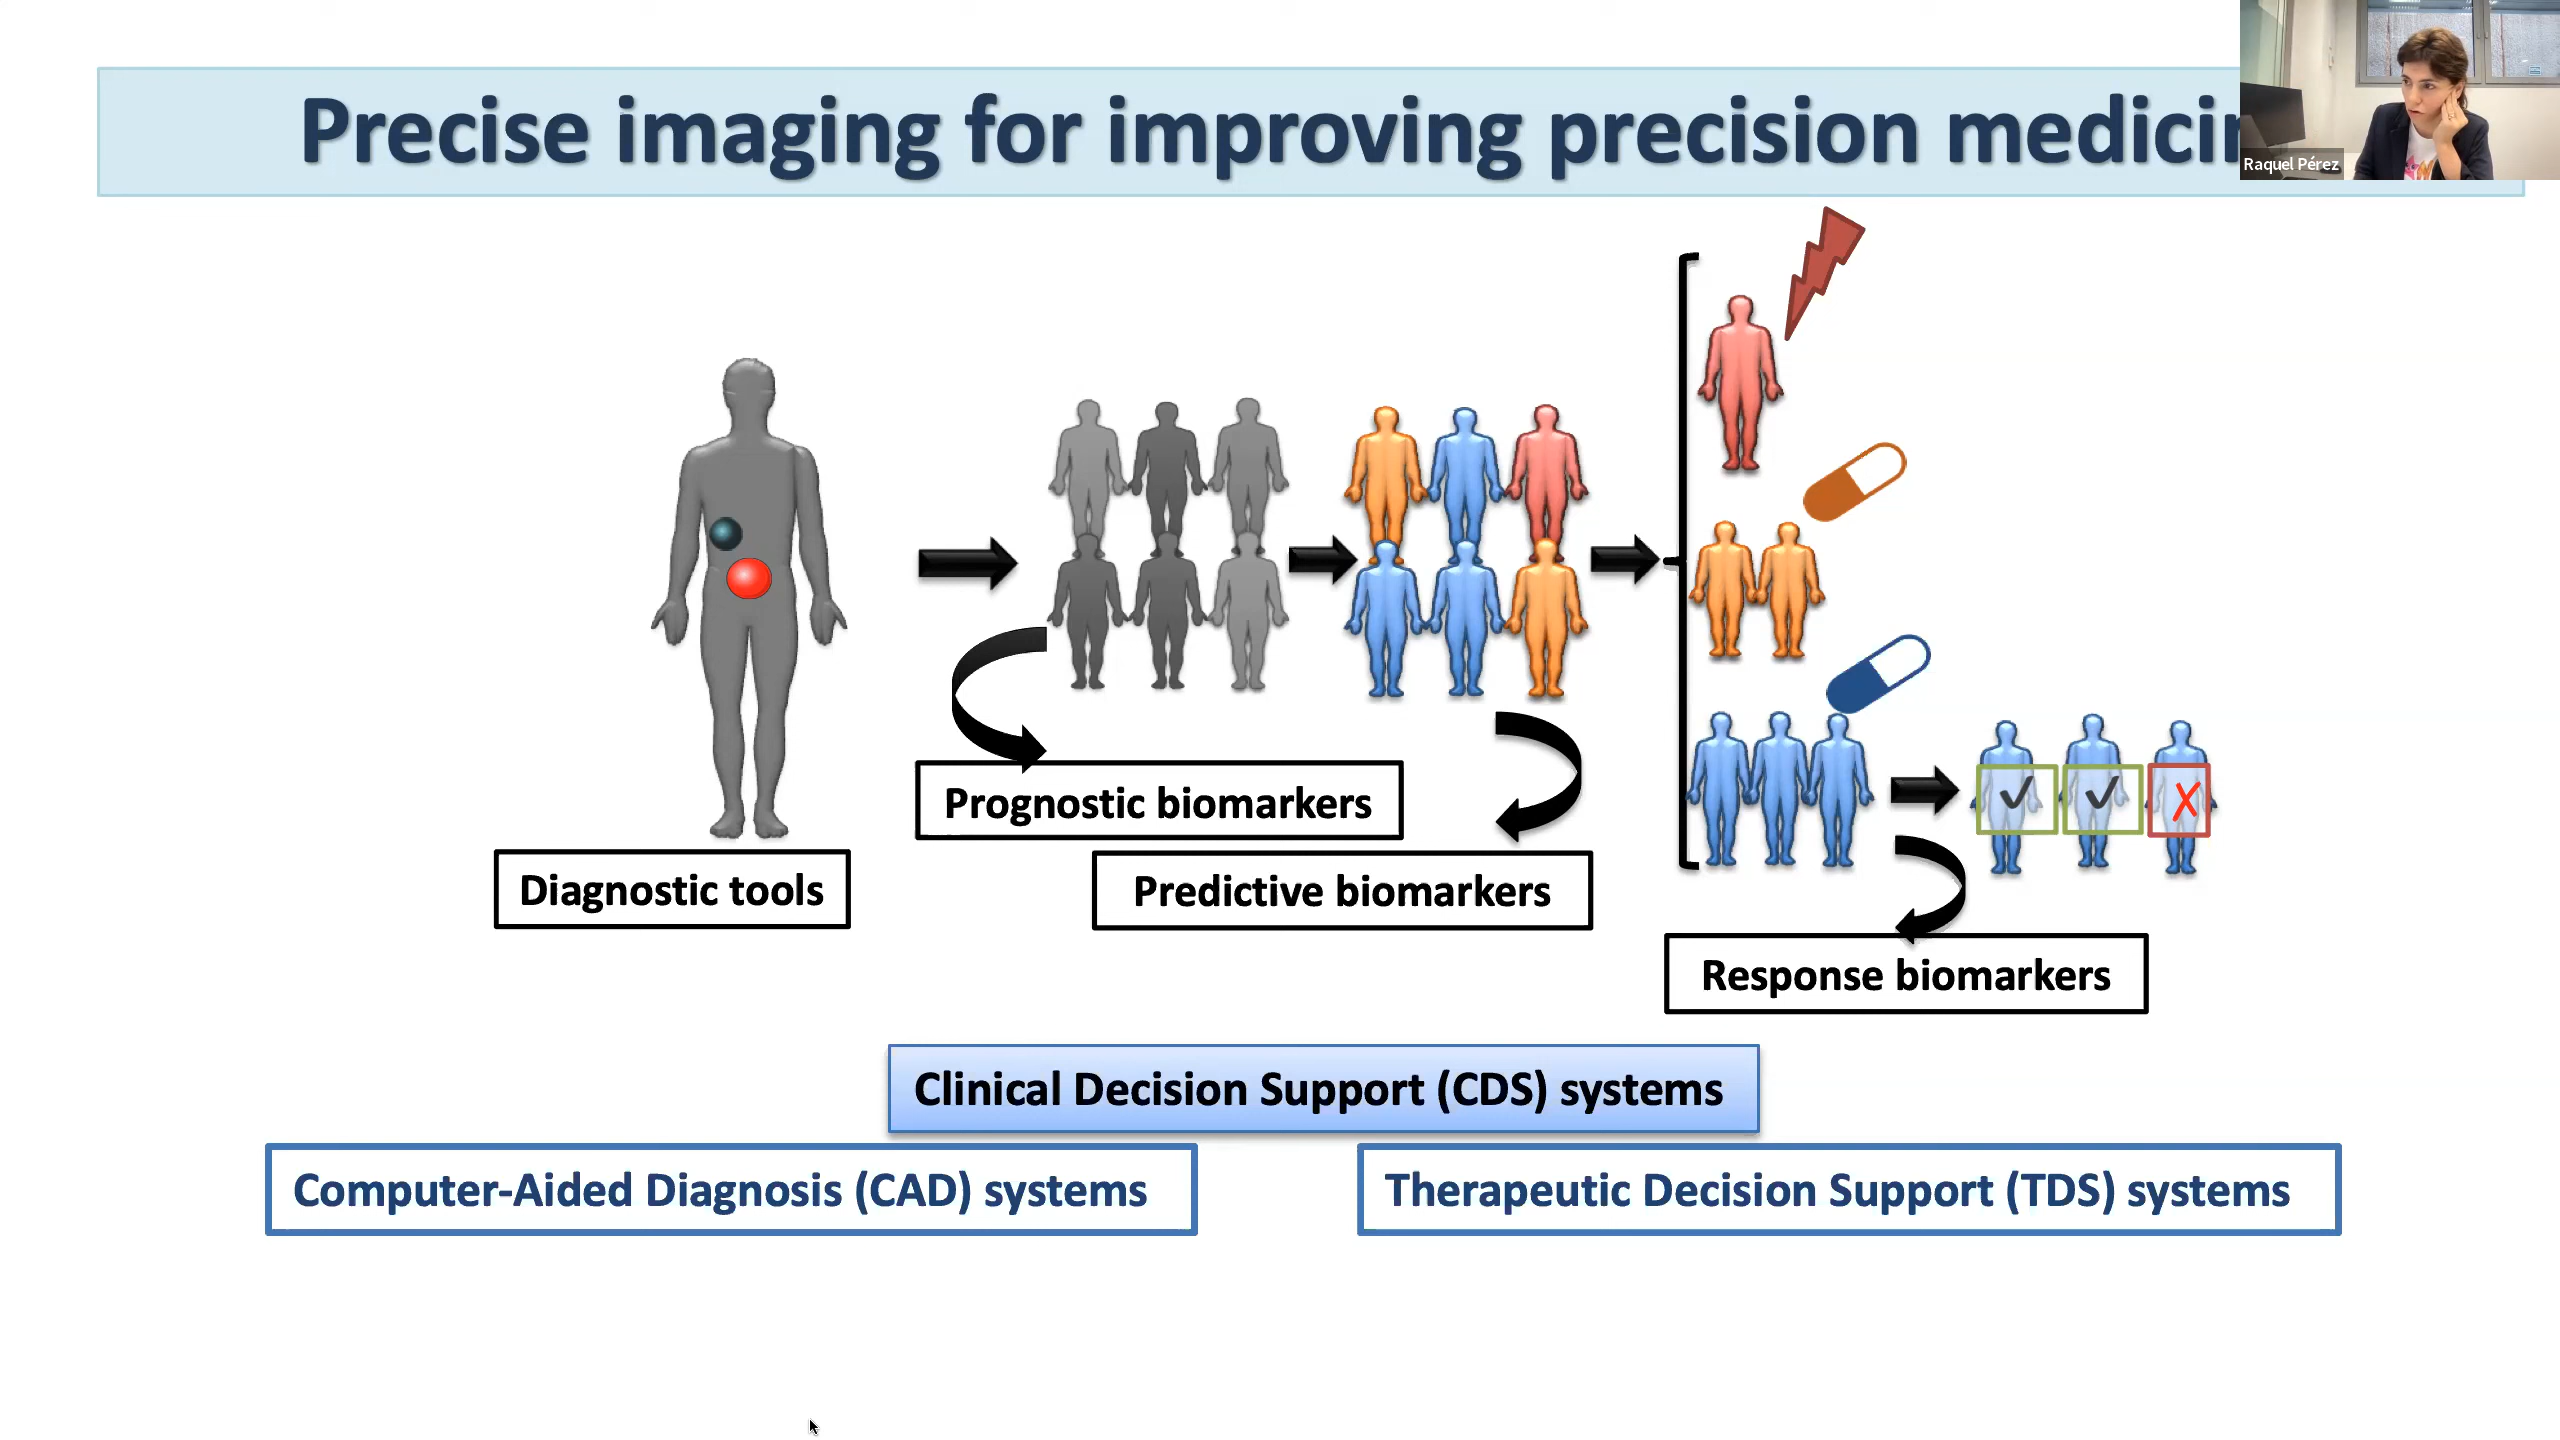 Precise imaging for improving precision medicin
Raquel Pérez
Prognostic biomarkers
Diagnostic tools
Predictive biomarkers
Response biomarkers
Clinical Decision Support (CDS) systems
Computer-Aided Diagnosis (CAD) systems
Therapeutic Decision Support (TDS) systems